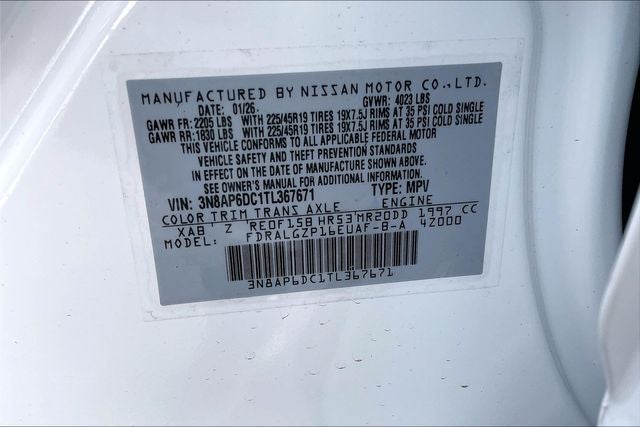 MANUFACTURED BY NISSAN MOTOR CO.,LTD.
DATE: 01/26 GVWR: 4023 LBS
GAWR FR: 2205 LBS WITH 225/45R19 TIRES 19X7.5J RIMS AT 35 PSI COLD SINGLE
GAWR RR: 1830 LBS WITH 225/45R19 TIRES 19X7.5J RIMS AT 35 PSI COLD SINGLE
THIS VEHICLE CONFORMS TO ALL APPLICABLE FEDERAL MOTOR
VEHICLE SAFETY AND THEFT PREVENTION STANDARDS
IN EFFECT ON THE DATE OF MANUFACTURE SHOWN ABOVE.
SEE OWNER'S MANUAL FOR ADDITIONAL INFORMATION.
VIN: 3N8AP6DC1TL367671 TYPE: MPV
COLOR TRIM TRANS AXLE ENGINE
XAB Z RE0F15B HR53 MR20DD 1997 CC
MODEL: FDRALGZP16EUAF-B-A 4Z000
3N8AP6DC1TL367671